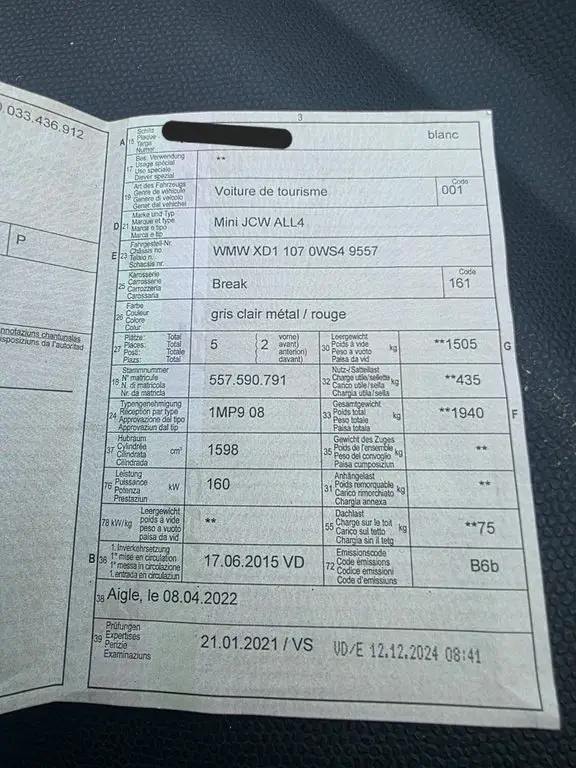 0.033.436.912
P
nnotaziuns chantunalas
isposiziuns da l'autoritad
3
A 15 Schild
Plaque
Targa
Numer
blanc
17 Bes. Verwendung
Usage spécial
Uso speciale
Diever spezial
**
19 Art des Fahrzeugs
Genre de véhicule
Genere di veicolo
Gener dal vehichel
Voiture de tourisme
Code
001
D 21 Marke und Typ
Marque et type
Marca e tipo
Marca e tip
Mini JCW ALL4
E 23 Fahrgestell-Nr.
Châssis no
Telaio n.
Schassis nr.
WMW XD1 107 0WS4 9557
25 Karosserie
Carrosserie
Carrozzeria
Carossaria
Break
Code
161
26 Farbe
Couleur
Colore
Colur
gris clair métal / rouge
27 Plätze: Total
Places: Total
Posti: Totale
Plazs: Total
5 { 2 vorne)
avant)
anteriori)
davant)
30 Leergewicht
Poids à vide
Peso a vuoto
Paisa da vid
kg
**1505
G
18 Stammnummer
N° matricule
N. di matricola
Nr. da matricla
557.590.791
32 Nutz-/Sattellast
Charge utile/sellette
Carico utile/sella
Chargia utila/sella
kg
**435
24 Typengenehmigung
Réception par type
Approvazione del tipo
Approvaziun dal tip
1MP9 08
33 Gesamtgewicht
Poids total
Peso totale
Paisa totala
kg
**1940
F
37 Hubraum
Cylindrée
Cilindrata
Cilindrada
cm³
1598
35 Gewicht des Zuges
Poids de l'ensemble
Peso del convoglio
Paisa cumposiziun
kg
**
76 Leistung
Puissance
Potenza
Prestaziun
kW
160
31 Anhängelast
Poids remorquable
Carico rimorchiato
Chargia annexa
kg
**
78 kW/kg
Leergewicht
poids à vide
peso a vuoto
paisa da vid
**
55 Dachlast
Charge sur le toit
Carico sul tetto
Chargia sin il tetg
kg
**75
B 36 1. Inverkehrsetzung
1re mise en circulation
1a messa in circolazione
1. entrada en circulaziun
17.06.2015 VD
72 Emissionscode
Code émissions
Codice emissioni
Code d'emissiuns
B6b
38 Aigle, le 08.04.2022
39 Prüfungen
Expertises
Perizie
Examinaziuns
21.01.2021 / VS
VD/E 12.12.2024 08:41